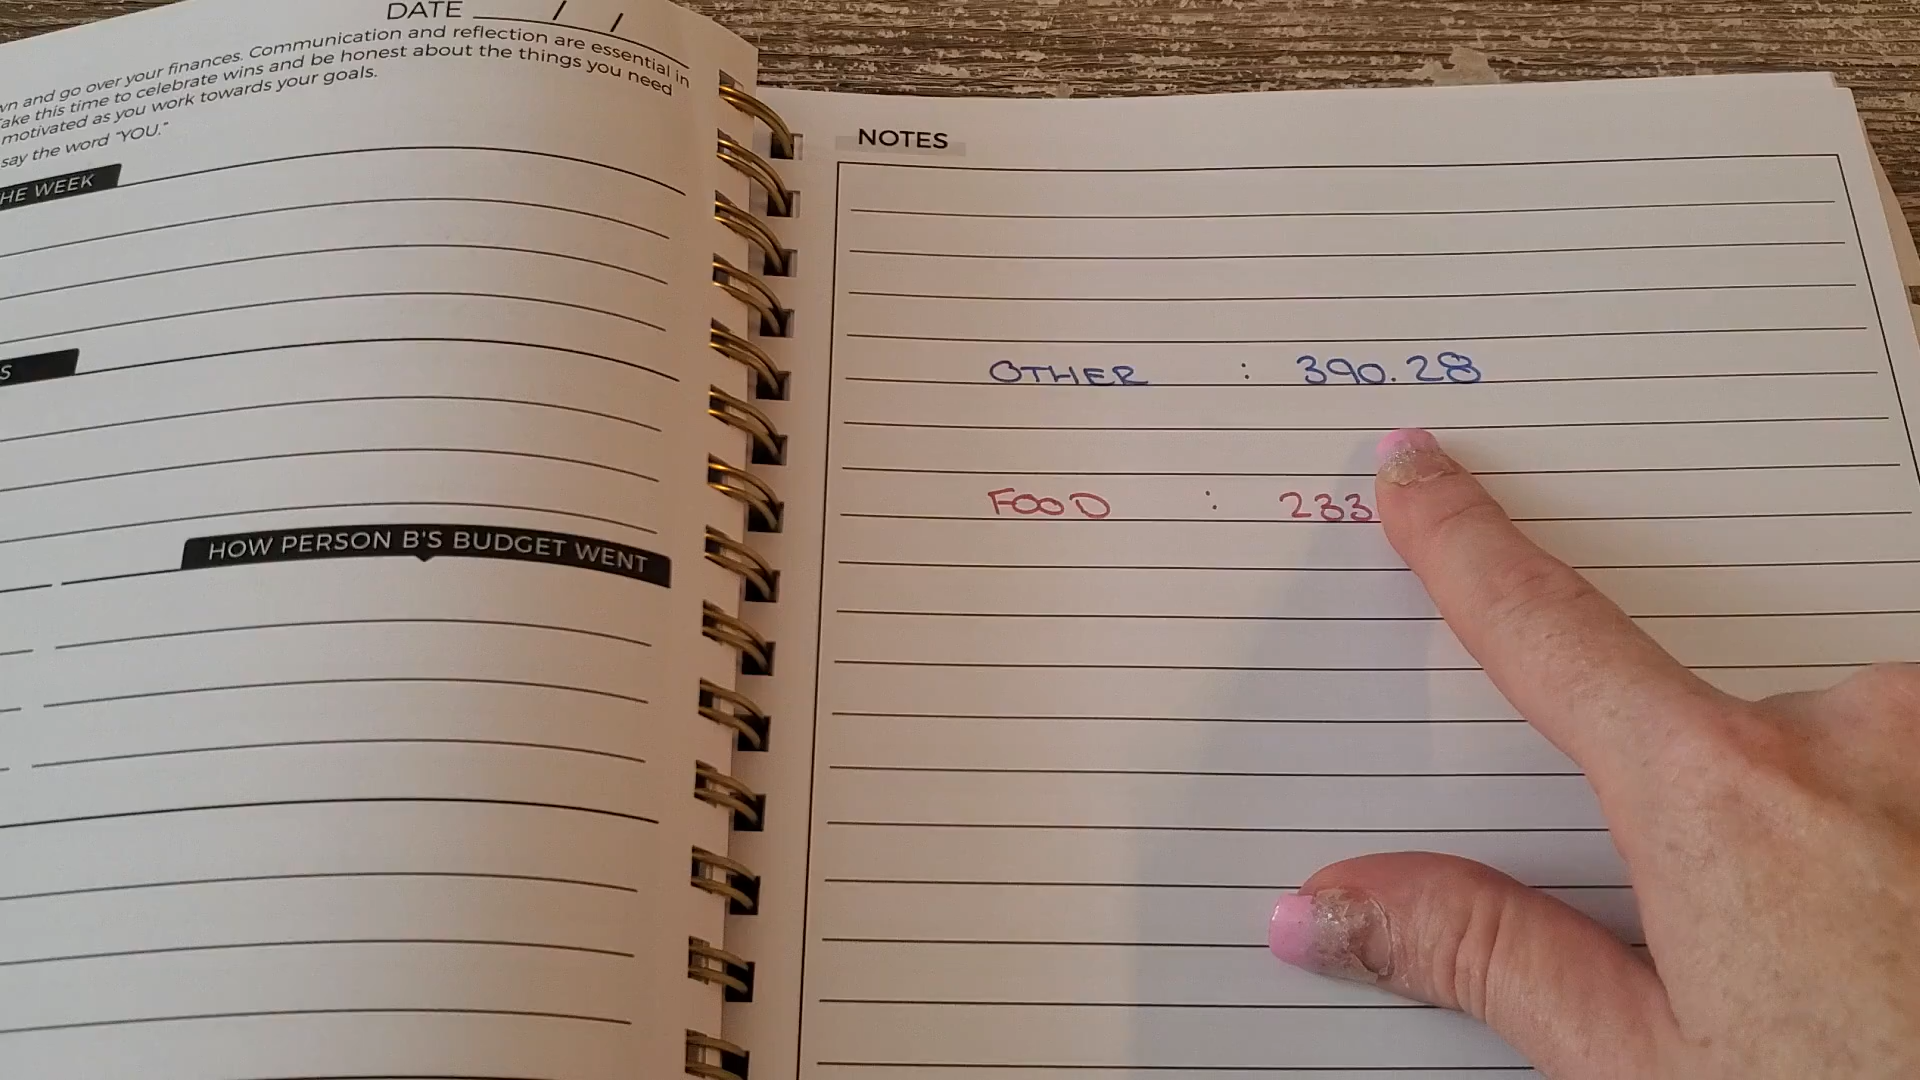 DATE / /
wn and go over your finances. Communication and reflection are essential in
ake this time to celebrate wins and be honest about the things you need
motivated as you work towards your goals.
say the word "YOU."
HE WEEK
S
HOW PERSON B'S BUDGET WENT
NOTES
OTHER : 390.28
FOOD : 233